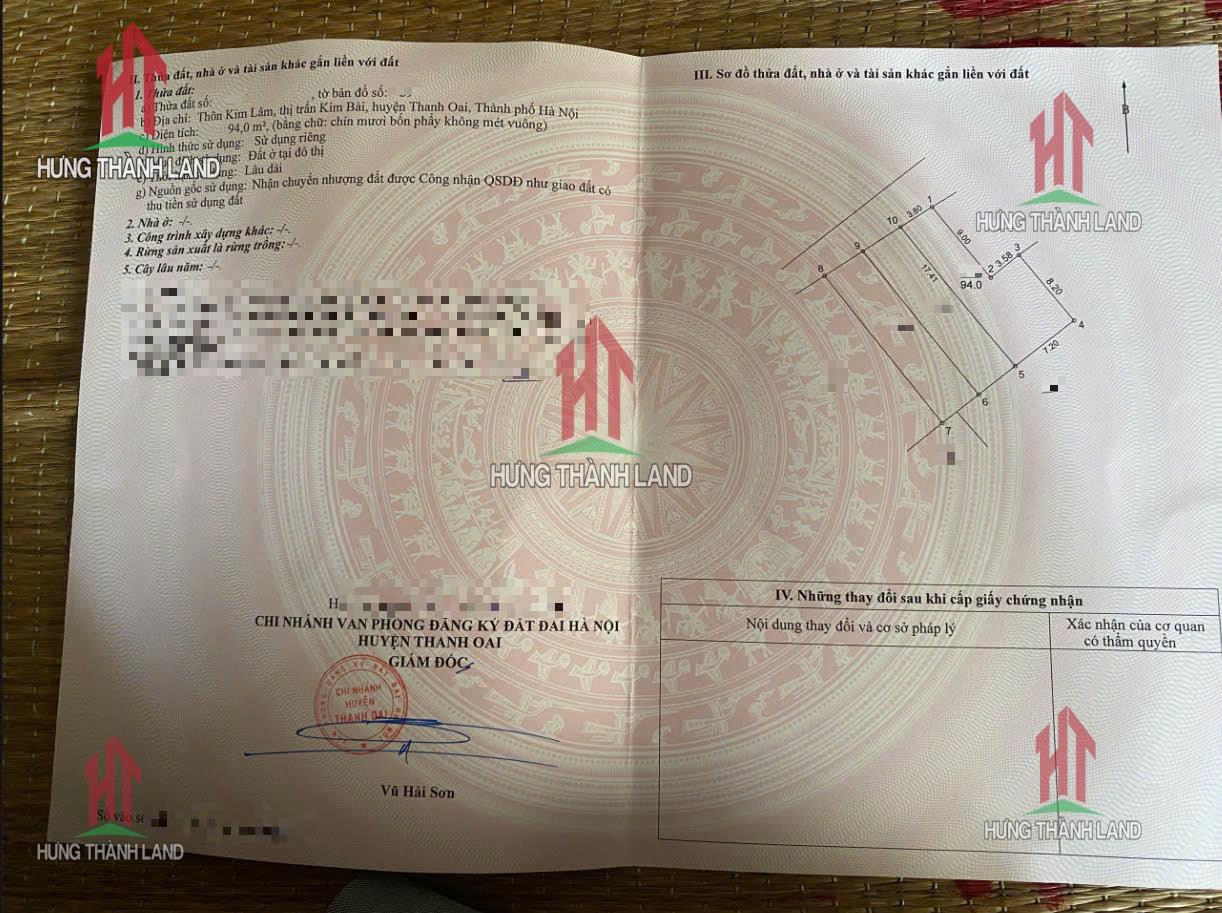 II. Thửa đất, nhà ở và tài sản khác gắn liền với đất
1. Thửa đất:
a) Thửa đất số: , tờ bản đồ số:
b) Địa chỉ: Thôn Kim Lâm, thị trấn Kim Bài, huyện Thanh Oai, Thành phố Hà Nội
c) Diện tích: 94,0 m², (bằng chữ: chín mươi bốn phẩy không mét vuông)
d) Hình thức sử dụng: Sử dụng riêng
sử dụng: Đất ở tại đô thị
Lâu dài
g) Nguồn gốc sử dụng: Nhận chuyển nhượng đất được Công nhận QSDĐ như giao đất có
thu tiền sử dụng đất
2. Nhà ở: -/-
3. Công trình xây dựng khác: -/-.
4. Rừng sản xuất là rừng trồng: -/-.
5. Cây lâu năm: -/-.
CHI NHÁNH VĂN PHÒNG ĐĂNG KÝ ĐẤT ĐAI HÀ NỘI
HUYỆN THANH OAI
GIÁM ĐỐC
CHI NHÁNH
HUYỆN
THANH OAI
Vũ Hải Sơn
Số vào
III. Sơ đồ thửa đất, nhà ở và tài sản khác gắn liền với đất
B
1
3.80
10
9.00
9
3
3.58
2
8
17.41
94.0
8.20
4
7.20
5
6
7
IV. Những thay đổi sau khi cấp giấy chứng nhận
Nội dung thay đổi và cơ sở pháp lý
Xác nhận của cơ quan
có thẩm quyền
HƯNG THÀNH LAND
HƯNG THÀNH LAND
HƯNG THÀNH LAND
HƯNG THÀNH LAND
HƯNG THÀNH LAND